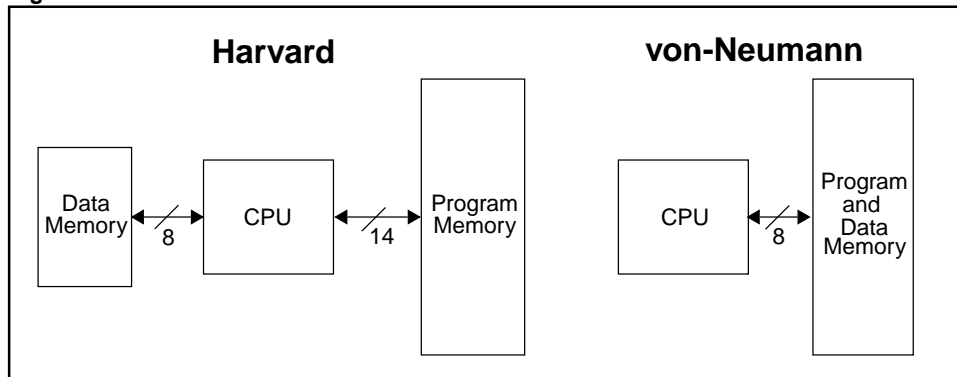 Harvard
von-Neumann
Data
Memory
8
CPU
14
Program
Memory
CPU
8
Program
and
Data
Memory